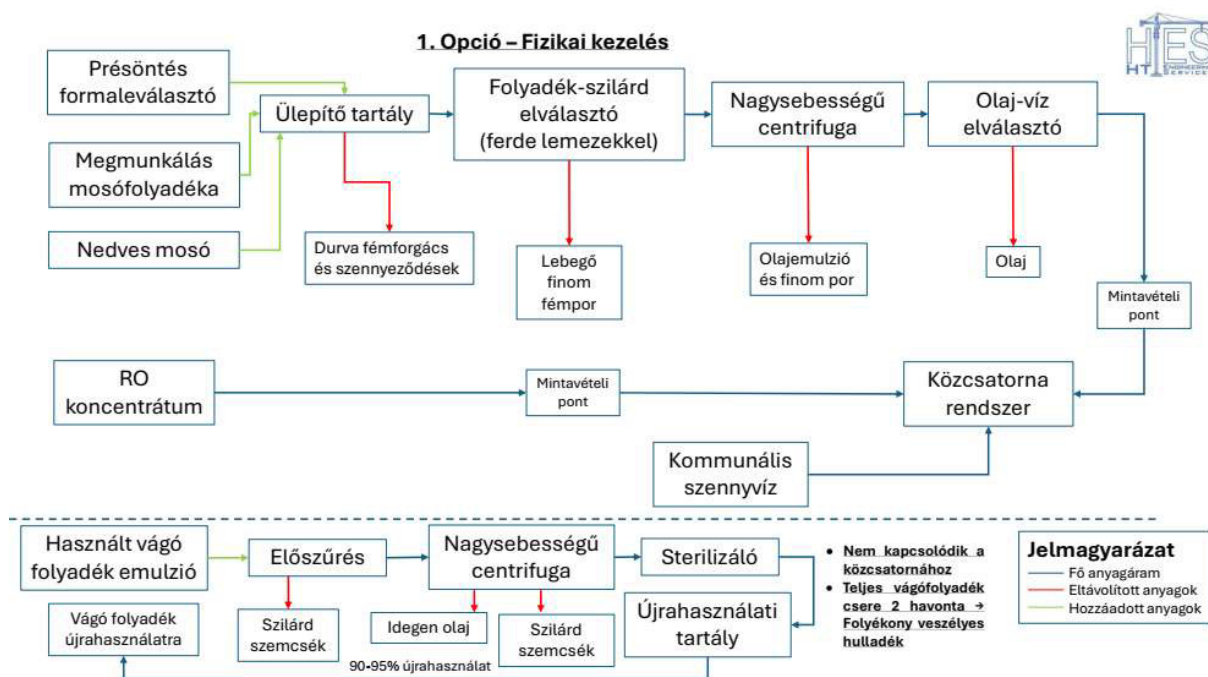 1. Opció – Fizikai kezelés
HTES
HT ENGINEERING
SERVICES
Présöntés
formaleválasztó
Megmunkálás
mosófolyadéka
Nedves mosó
Ülepítő tartály
Folyadék-szilárd
elválasztó
(ferde lemezekkel)
Nagysebességű
centrifuga
Olaj-víz
elválasztó
Durva fémforgács
és szennyeződések
Lebegő
finom
fémpor
Olajemulzió
és finom por
Olaj
Mintavételi
pont
RO
koncentrátum
Mintavételi
pont
Közcsatorna
rendszer
Kommunális
szennyvíz
Használt vágó
folyadék emulzió
Előszűrés
Nagysebességű
centrifuga
Sterilizáló
Vágó folyadék
újrahasználatra
Szilárd
szemcsék
Idegen olaj
Szilárd
szemcsék
Újrahasználati
tartály
90-95% újrahasználat
• Nem kapcsolódik a
közcsatornához
• Teljes vágófolyadék
csere 2 havonta →
Folyékony veszélyes
hulladék
Jelmagyarázat
Fő anyagáram
Eltávolított anyagok
Hozzáadott anyagok